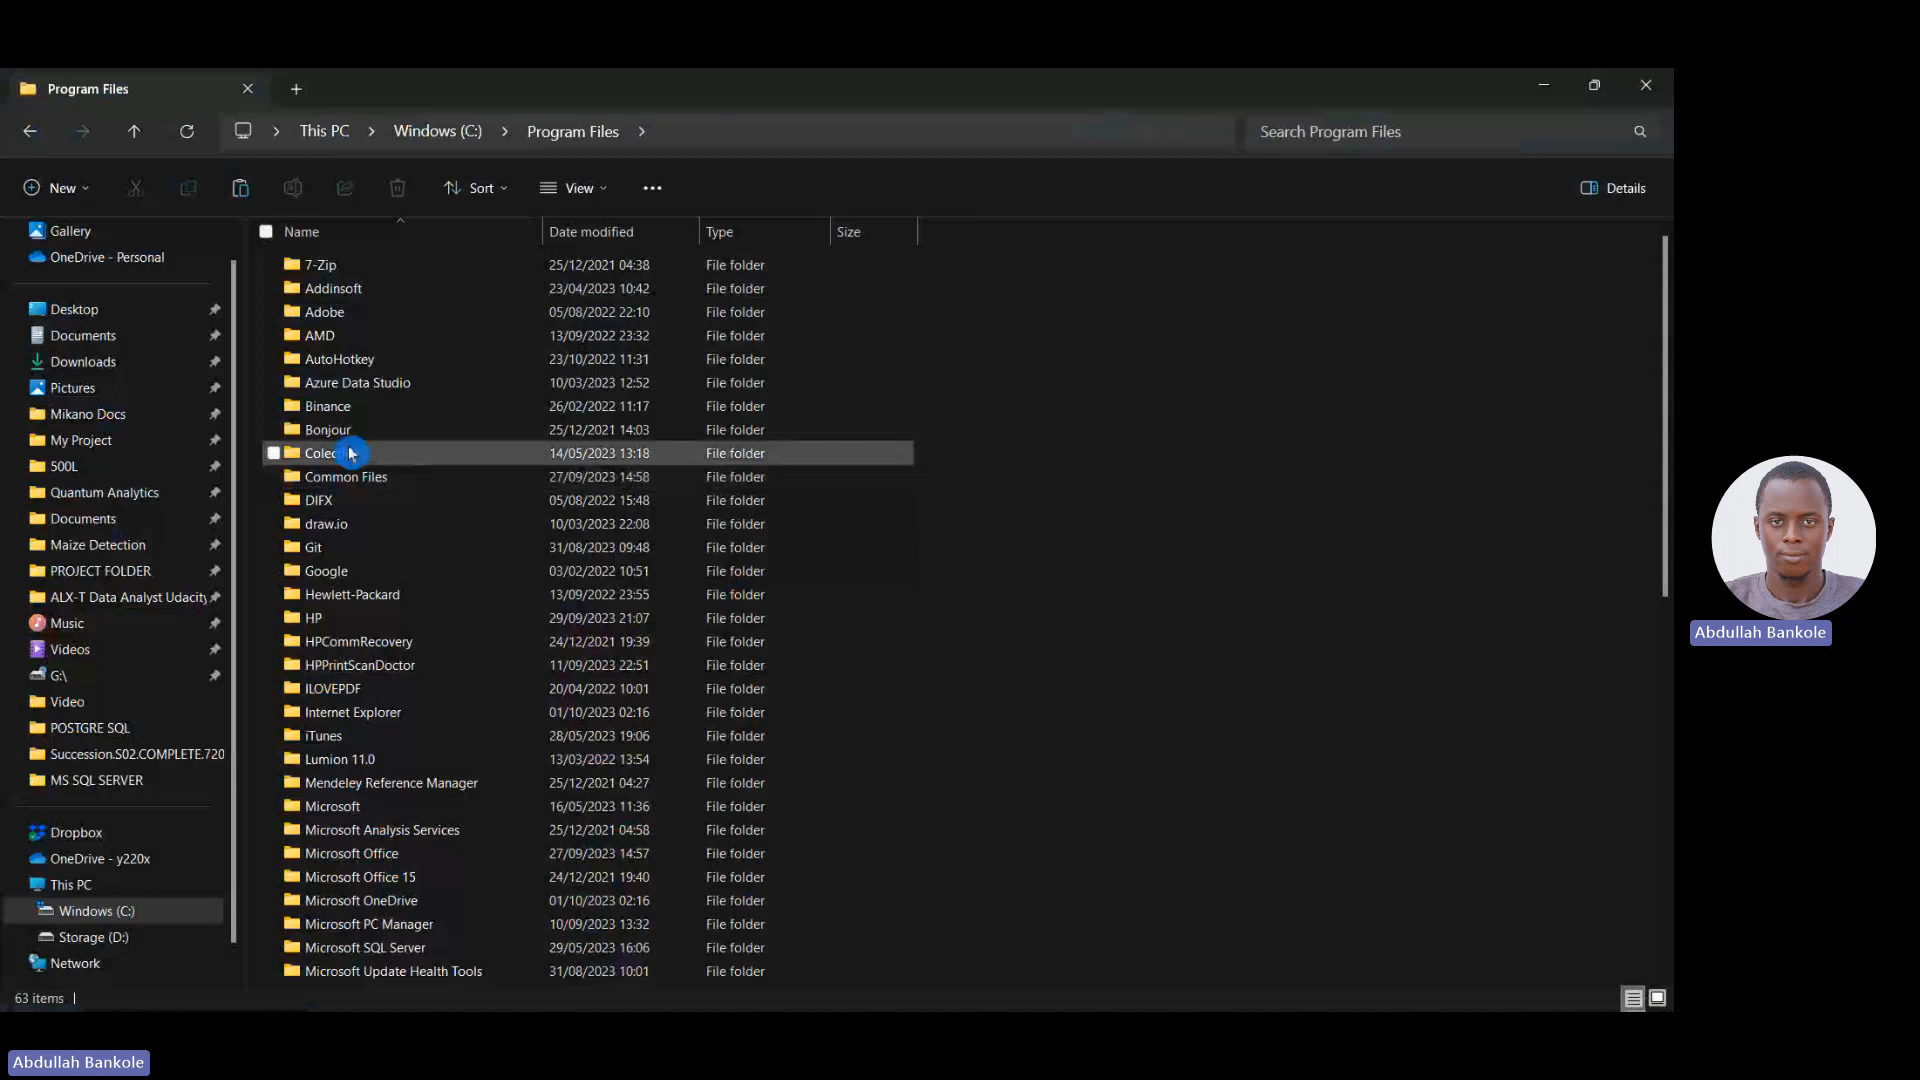 Program Files
This PC > Windows (C:) > Program Files >
Search Program Files
New
Sort
View
Details
Gallery
OneDrive - Personal
Desktop
Documents
Downloads
Pictures
Mikano Docs
My Project
500L
Quantum Analytics
Documents
Maize Detection
PROJECT FOLDER
ALX-T Data Analyst Udacity
Music
Videos
G:\
Video
POSTGRE SQL
Succession.S02.COMPLETE.720
MS SQL SERVER
Dropbox
OneDrive - y220x
This PC
Windows (C:)
Storage (D:)
Network
Name Date modified Type Size
7-Zip 25/12/2021 04:38 File folder
Addinsoft 23/04/2023 10:42 File folder
Adobe 05/08/2022 22:10 File folder
AMD 13/09/2022 23:32 File folder
AutoHotkey 23/10/2022 11:31 File folder
Azure Data Studio 10/03/2023 12:52 File folder
Binance 26/02/2022 11:17 File folder
Bonjour 25/12/2021 14:03 File folder
14/05/2023 13:18 File folder
Common Files 27/09/2023 14:58 File folder
DIFX 05/08/2022 15:48 File folder
draw.io 10/03/2023 22:08 File folder
Git 31/08/2023 09:48 File folder
Google 03/02/2022 10:51 File folder
Hewlett-Packard 13/09/2022 23:55 File folder
HP 29/09/2023 21:07 File folder
HPCommRecovery 24/12/2021 19:39 File folder
HPPrintScanDoctor 11/09/2023 22:51 File folder
ILOVEPDF 20/04/2022 10:01 File folder
Internet Explorer 01/10/2023 02:16 File folder
iTunes 28/05/2023 19:06 File folder
Lumion 11.0 13/03/2022 13:54 File folder
Mendeley Reference Manager 25/12/2021 04:27 File folder
Microsoft 16/05/2023 11:36 File folder
Microsoft Analysis Services 25/12/2021 04:58 File folder
Microsoft Office 27/09/2023 14:57 File folder
Microsoft Office 15 24/12/2021 19:40 File folder
Microsoft OneDrive 01/10/2023 02:16 File folder
Microsoft PC Manager 10/09/2023 13:32 File folder
Microsoft SQL Server 29/05/2023 16:06 File folder
Microsoft Update Health Tools 31/08/2023 10:01 File folder
63 items
Abdullah Bankole
Abdullah Bankole